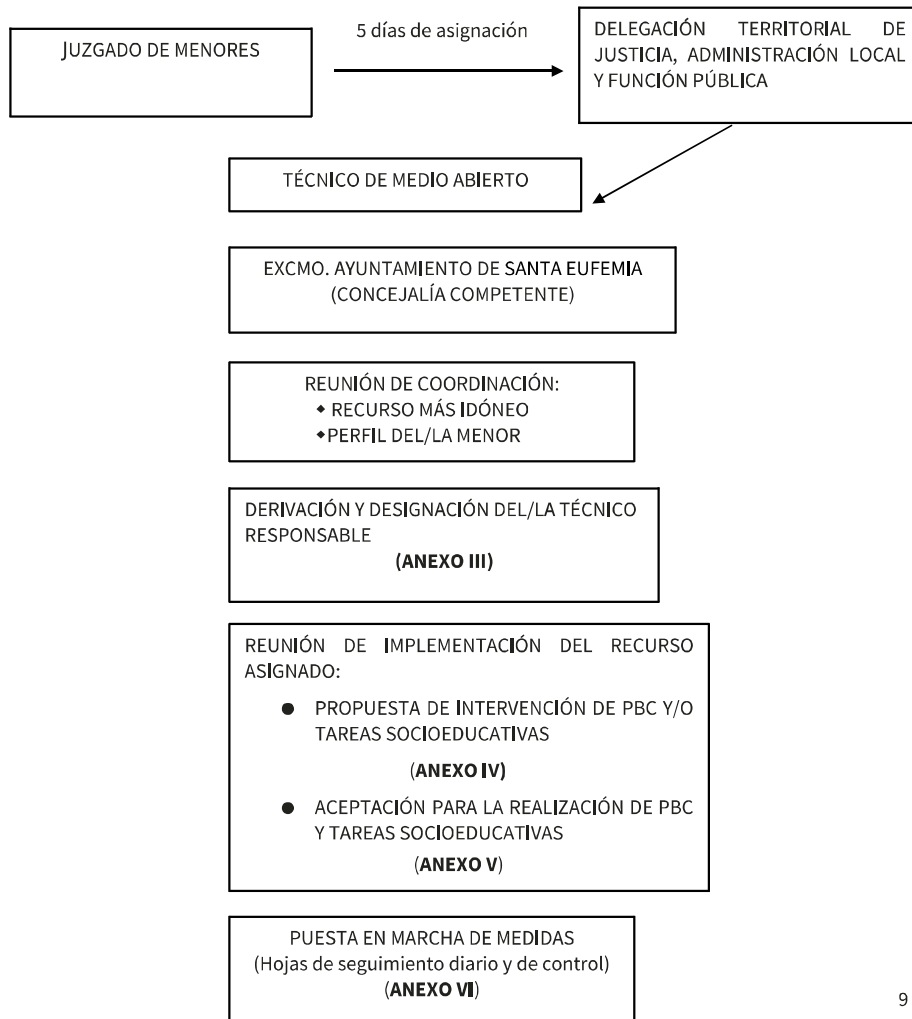 JUZGADO DE MENORES
5 días de asignación
DELEGACIÓN TERRITORIAL DE
JUSTICIA, ADMINISTRACIÓN LOCAL
Y FUNCIÓN PÚBLICA
TÉCNICO DE MEDIO ABIERTO
EXCMO. AYUNTAMIENTO DE SANTA EUFEMIA
(CONCEJALÍA COMPETENTE)
REUNIÓN DE COORDINACIÓN:
◆ RECURSO MÁS IDÓNEO
◆PERFIL DEL/LA MENOR
DERIVACIÓN Y DESIGNACIÓN DEL/LA TÉCNICO
RESPONSABLE
(ANEXO III)
REUNIÓN DE IMPLEMENTACIÓN DEL RECURSO
ASIGNADO:
● PROPUESTA DE INTERVENCIÓN DE PBC Y/O
TAREAS SOCIOEDUCATIVAS
(ANEXO IV)
● ACEPTACIÓN PARA LA REALIZACIÓN DE PBC
Y TAREAS SOCIOEDUCATIVAS
(ANEXO V)
PUESTA EN MARCHA DE MEDIDAS
(Hojas de seguimiento diario y de control)
(ANEXO VI)
9